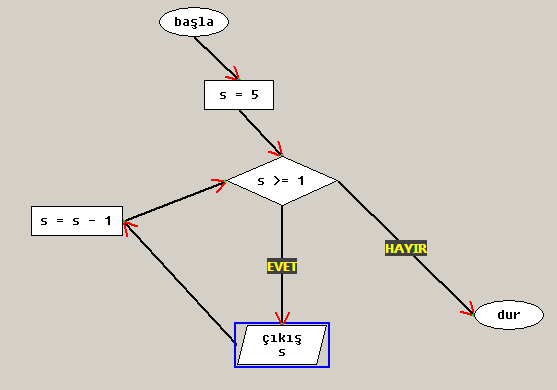 başla
s = 5
s >= 1
s = s - 1
HAYIR
EVET
dur
çıkış
s